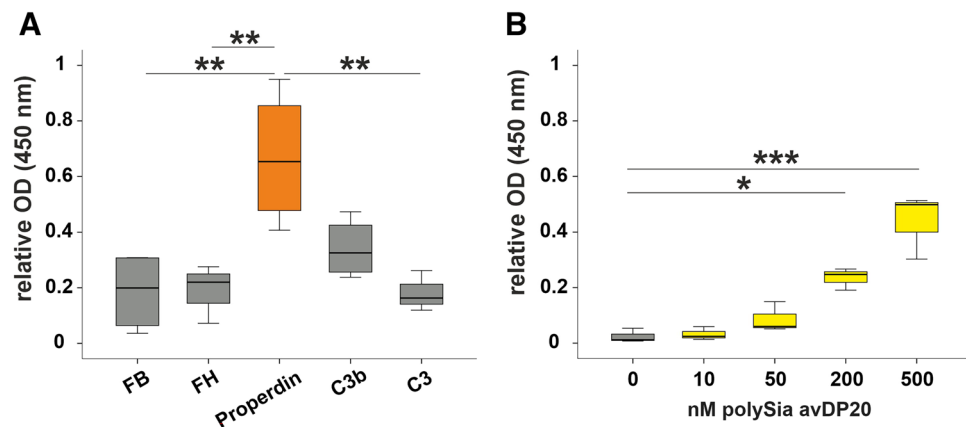 A
**
**
**
relative OD (450 nm)
1
0.8
0.6
0.4
0.2
0
FB
FH
Properdin
C3b
C3
B
***
*
relative OD (450 nm)
1
0.8
0.6
0.4
0.2
0
0 10 50 200 500
nM polySia avDP20